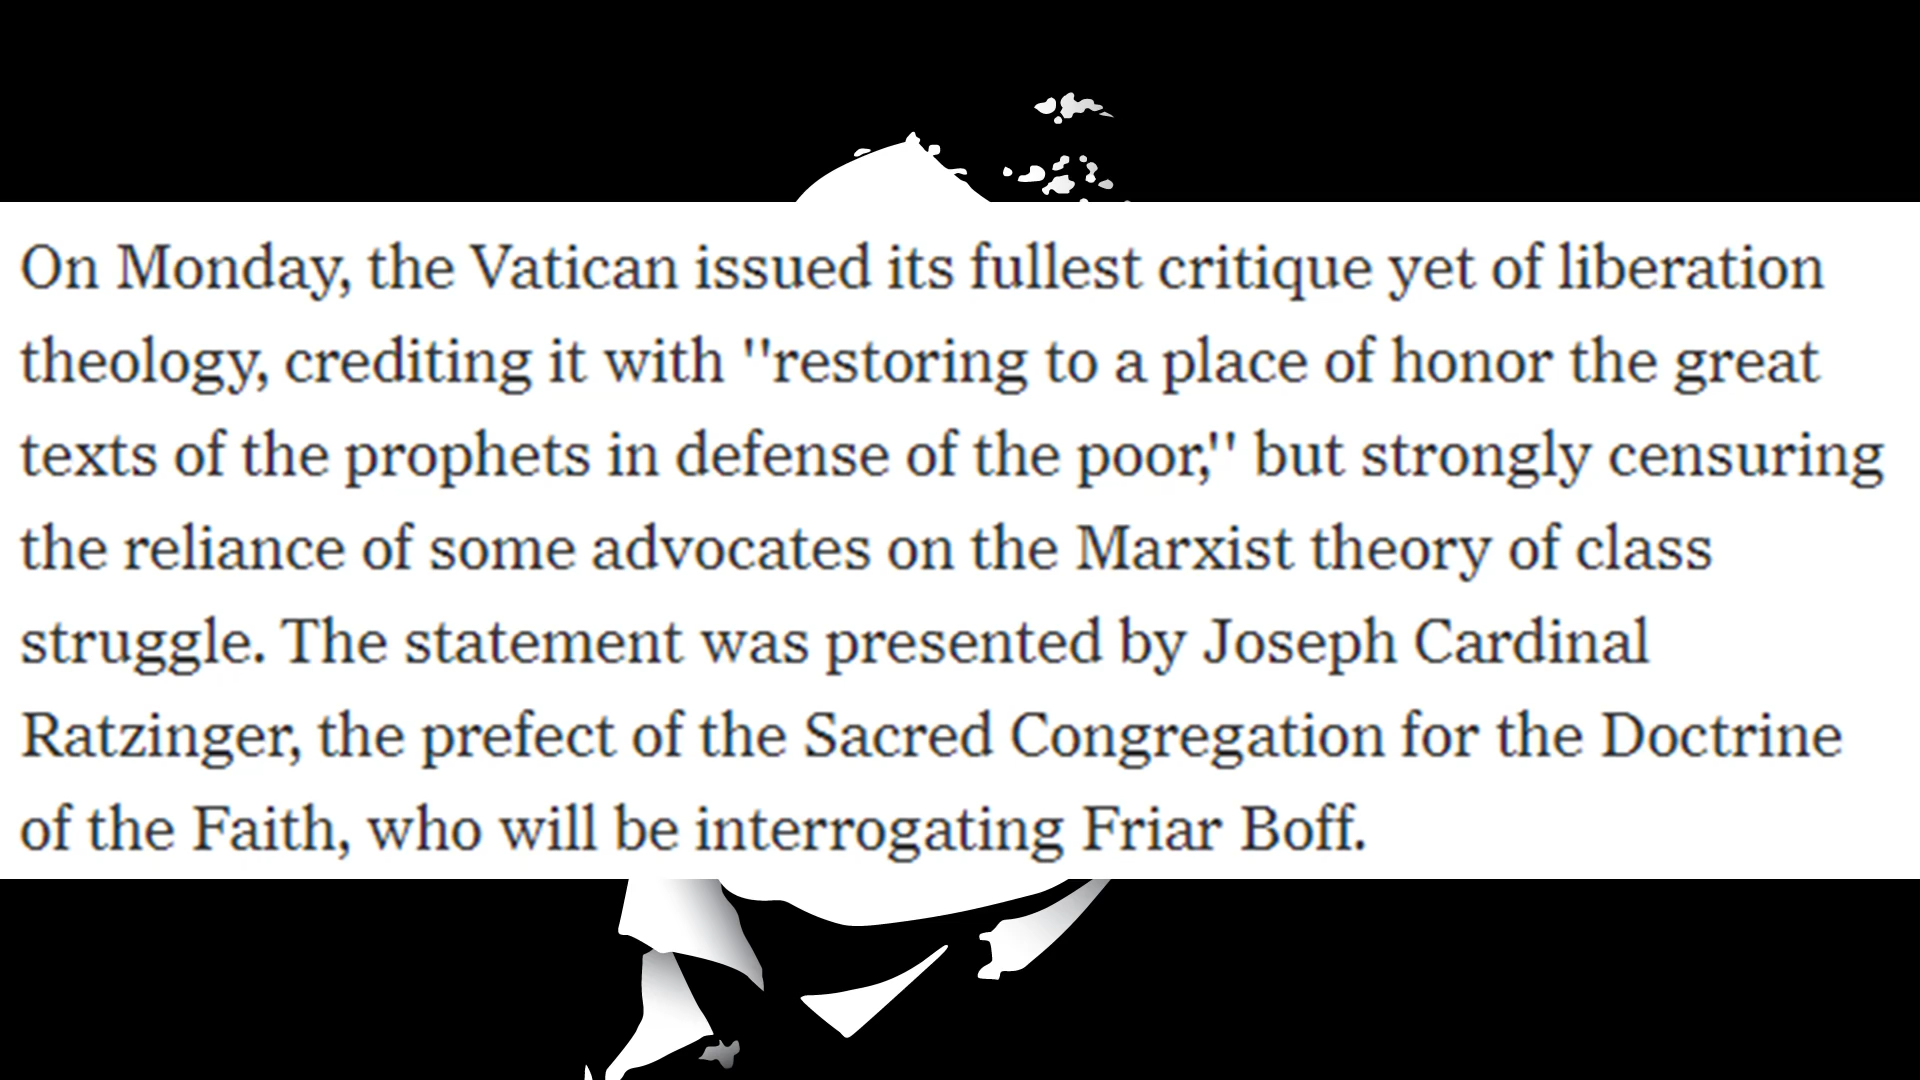 On Monday, the Vatican issued its fullest critique yet of liberation
theology, crediting it with ''restoring to a place of honor the great
texts of the prophets in defense of the poor,'' but strongly censuring
the reliance of some advocates on the Marxist theory of class
struggle. The statement was presented by Joseph Cardinal
Ratzinger, the prefect of the Sacred Congregation for the Doctrine
of the Faith, who will be interrogating Friar Boff.